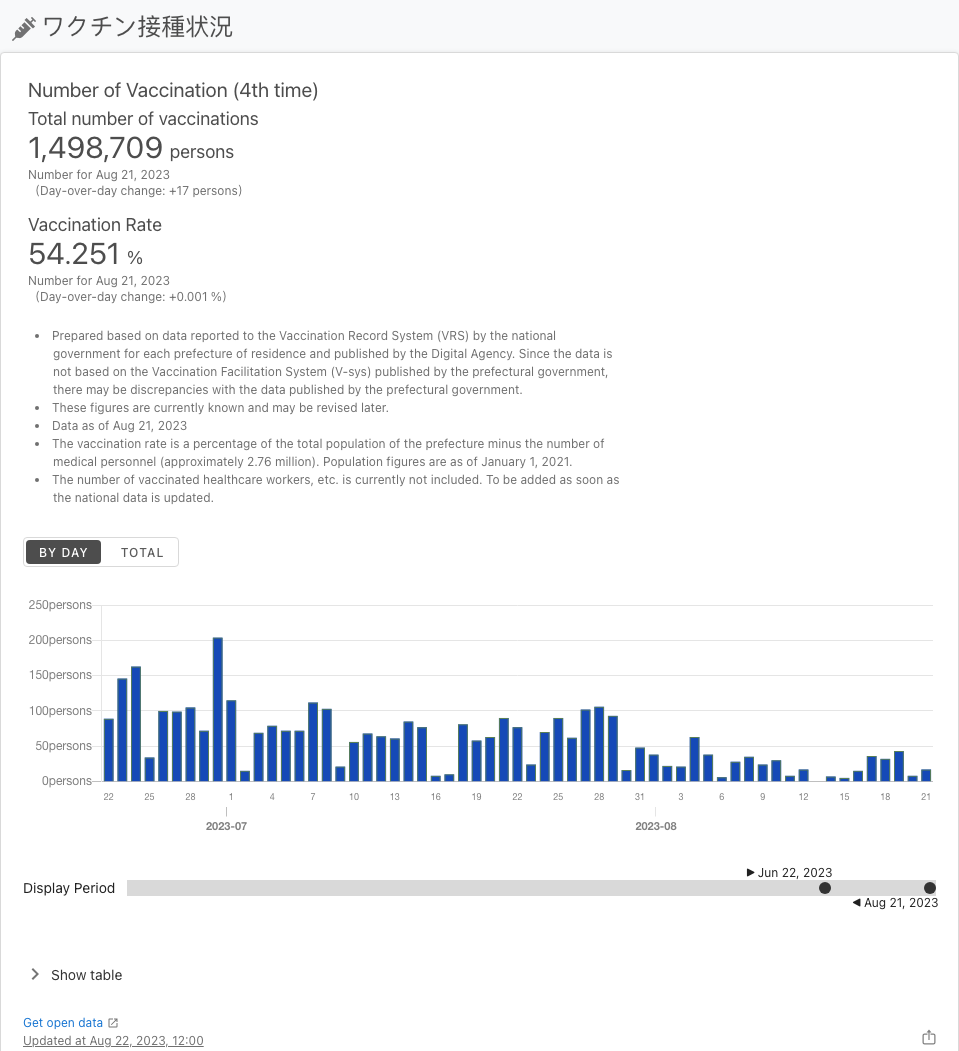 ワクチン接種状況
Number of Vaccination (4th time)
Total number of vaccinations
1,498,709 persons
Number for Aug 21, 2023
(Day-over-day change: +17 persons)
Vaccination Rate
54.251 %
Number for Aug 21, 2023
(Day-over-day change: +0.001 %)
• Prepared based on data reported to the Vaccination Record System (VRS) by the national
government for each prefecture of residence and published by the Digital Agency. Since the data is
not based on the Vaccination Facilitation System (V-sys) published by the prefectural government,
there may be discrepancies with the data published by the prefectural government.
• These figures are currently known and may be revised later.
• Data as of Aug 21, 2023
• The vaccination rate is a percentage of the total population of the prefecture minus the number of
medical personnel (approximately 2.76 million). Population figures are as of January 1, 2021.
• The number of vaccinated healthcare workers, etc. is currently not included. To be added as soon as
the national data is updated.
BY DAY TOTAL
250persons
200persons
150persons
100persons
50persons
0persons
22 25 28 1 4 7 10 13 16 19 22 25 28 31 3 6 9 12 15 18 21
2023-07 2023-08
▶ Jun 22, 2023
Display Period
◀ Aug 21, 2023
Show table
Get open data
Updated at Aug 22, 2023, 12:00